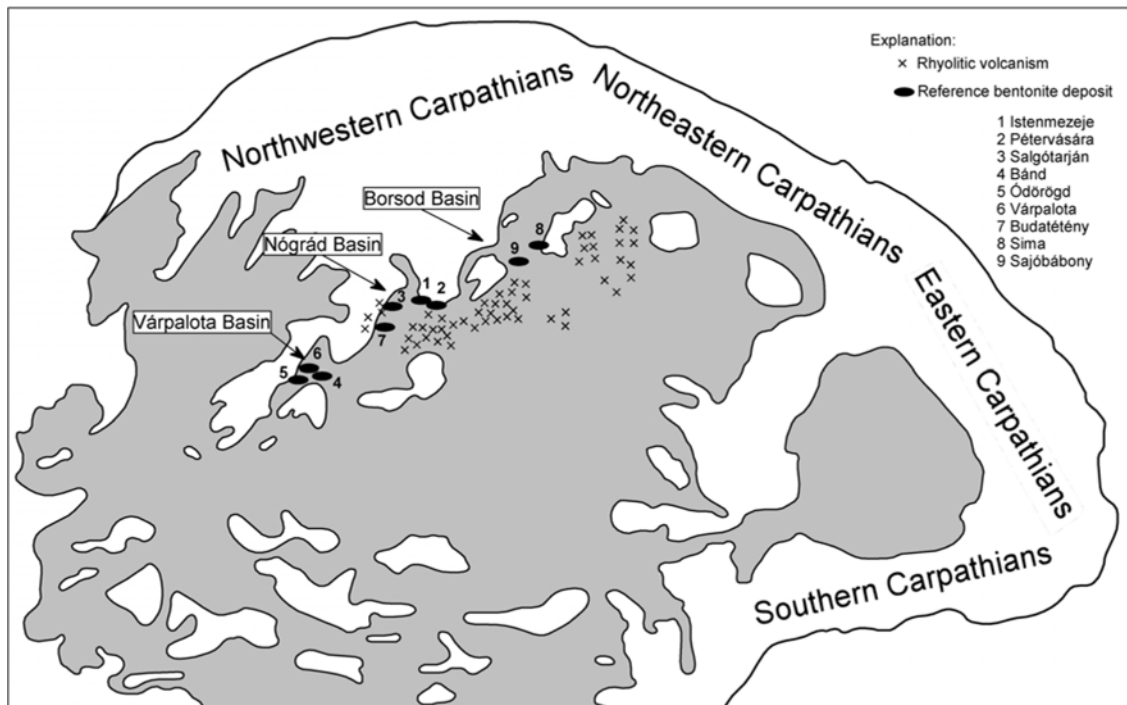 Explanation:
Rhyolitic volcanism
Reference bentonite deposit
1 Istenmezeje
2 Pétervására
3 Salgótarján
4 Bánd
5 Ódörögd
6 Várpalota
7 Budatétény
8 Sima
9 Sajóbábony
Northwestern Carpathians
Northeastern Carpathians
Eastern Carpathians
Southern Carpathians
Borsod Basin
Nógrád Basin
Várpalota Basin
8
9
1
2
3
7
6
5
4